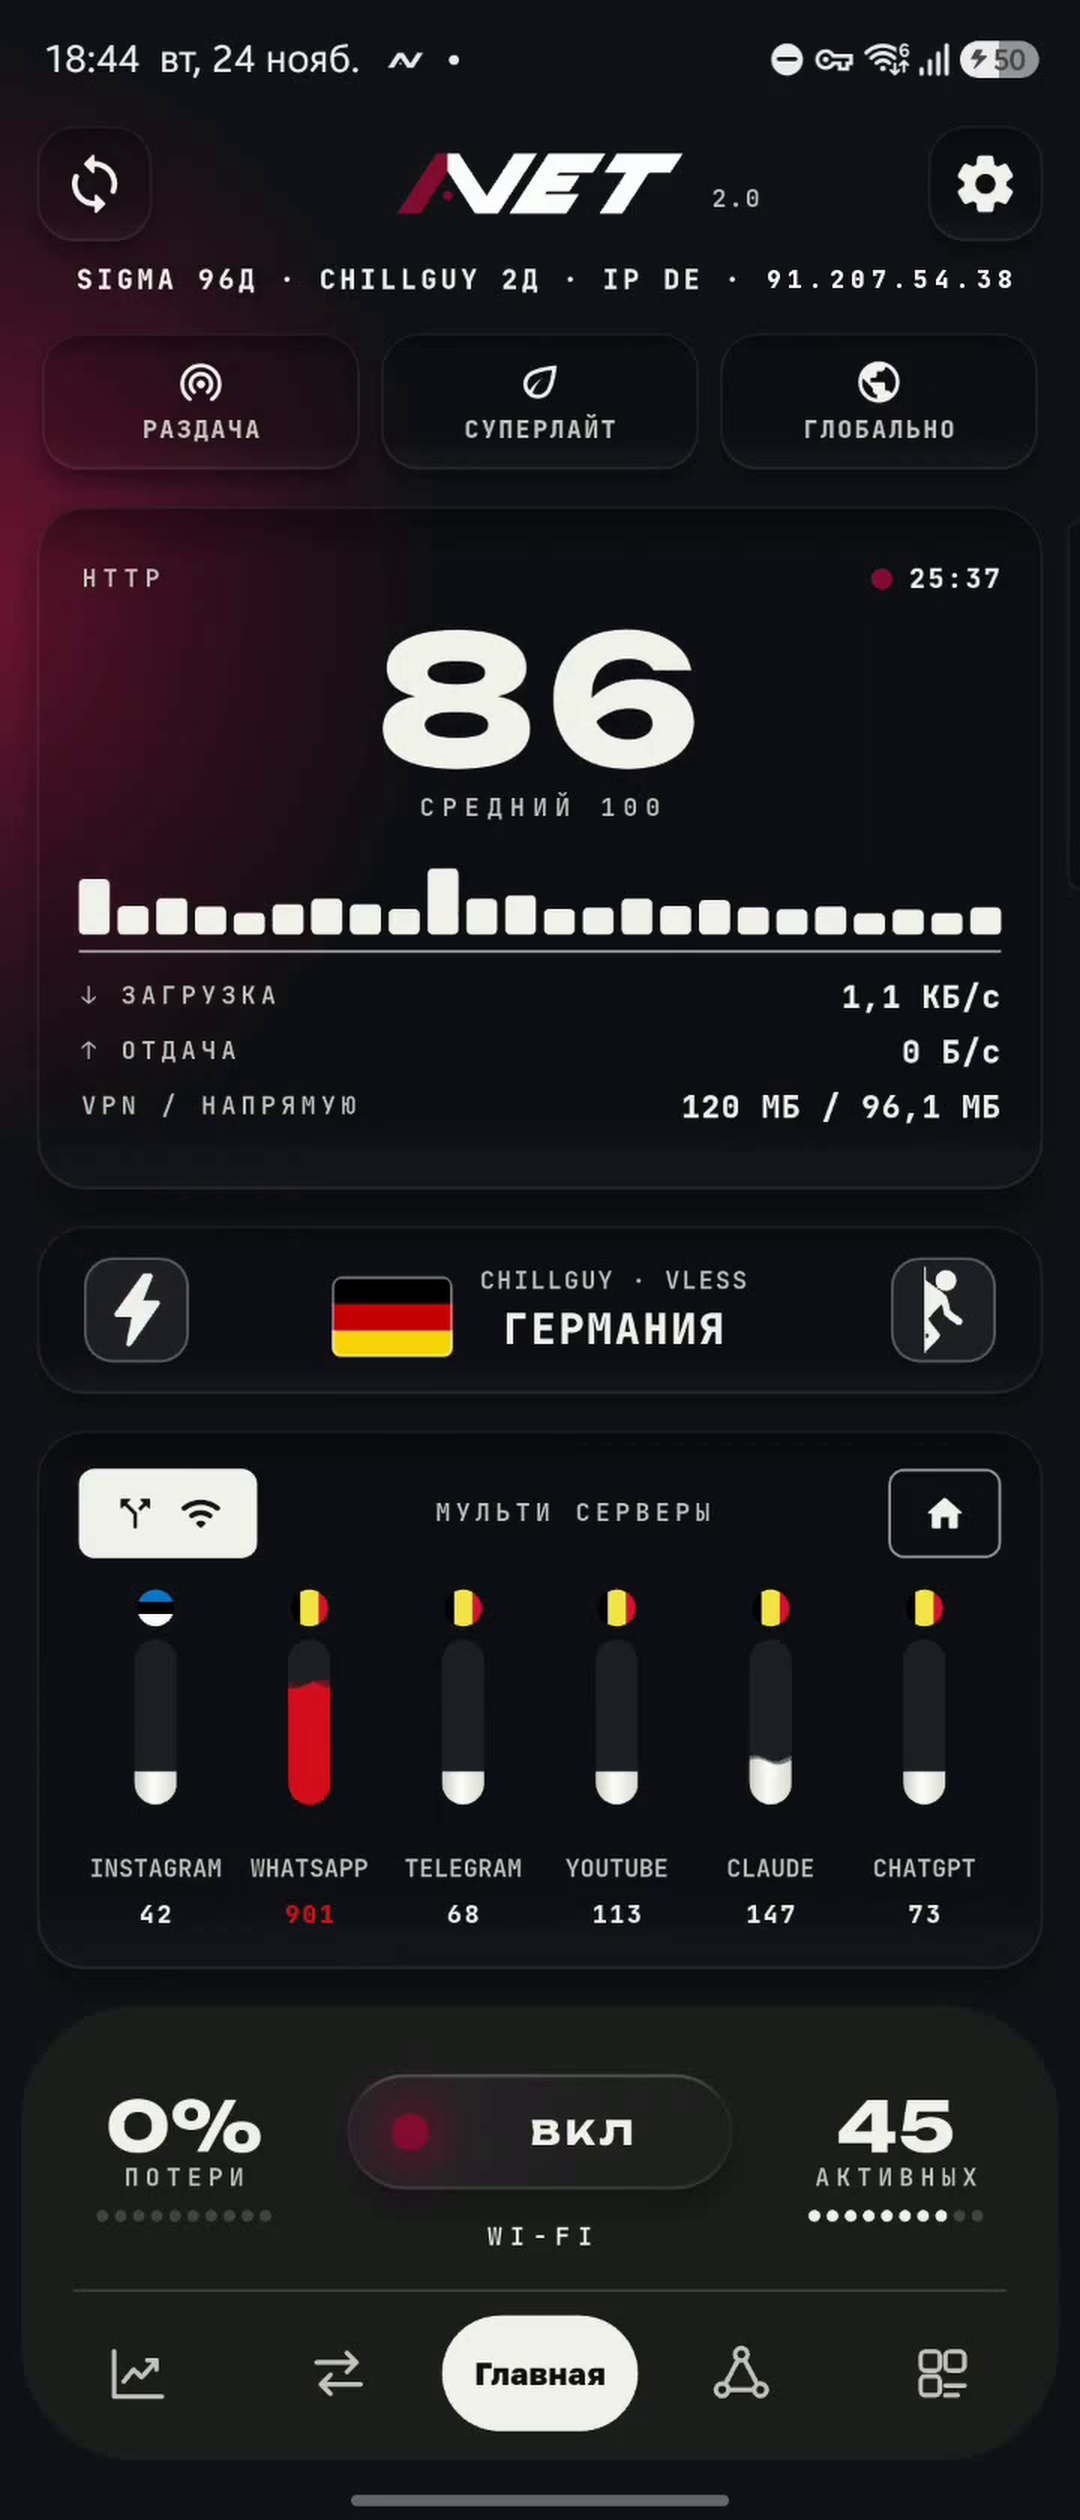 18:44 вт, 24 нояб. 6 50
NET 2.0
SIGMA 96Д · CHILLGUY 2Д · IP DE · 91.207.54.38
РАЗДАЧА СУПЕРЛАЙТ ГЛОБАЛЬНО
HTTP 25:37
86
СРЕДНИЙ 100
↓ ЗАГРУЗКА 1,1 КБ/с
↑ ОТДАЧА 0 Б/с
VPN / НАПРЯМУЮ 120 МБ / 96,1 МБ
CHILLGUY · VLESS
ГЕРМАНИЯ
МУЛЬТИ СЕРВЕРЫ
INSTAGRAM WHATSAPP TELEGRAM YOUTUBE CLAUDE CHATGPT
42 901 68 113 147 73
0% ВКЛ 45
ПОТЕРИ АКТИВНЫХ
WI-FI
Главная